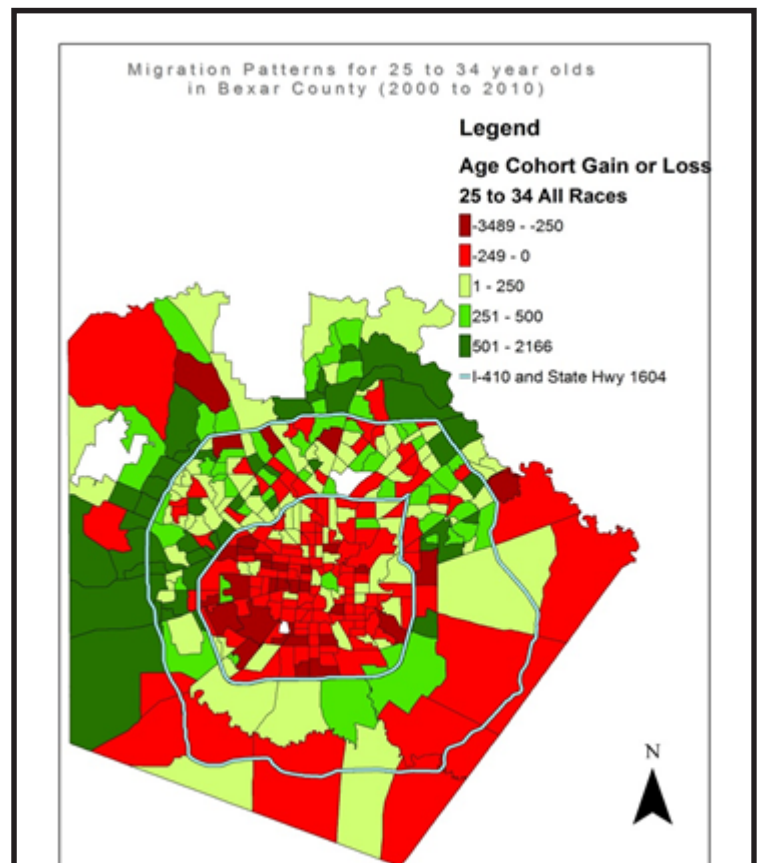 Migration Patterns for 25 to 34 year olds
in Bexar County (2000 to 2010)
Legend
Age Cohort Gain or Loss
25 to 34 All Races
-3489 - -250
-249 - 0
1 - 250
251 - 500
501 - 2166
I-410 and State Hwy 1604
N